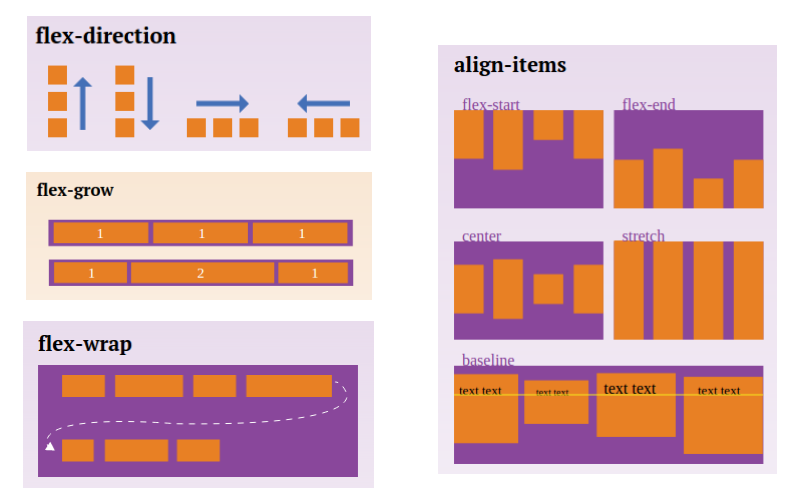 flex-direction
flex-grow
1 1 1
1 2 1
flex-wrap
align-items
flex-start flex-end
center stretch
baseline
text text text text text text text text